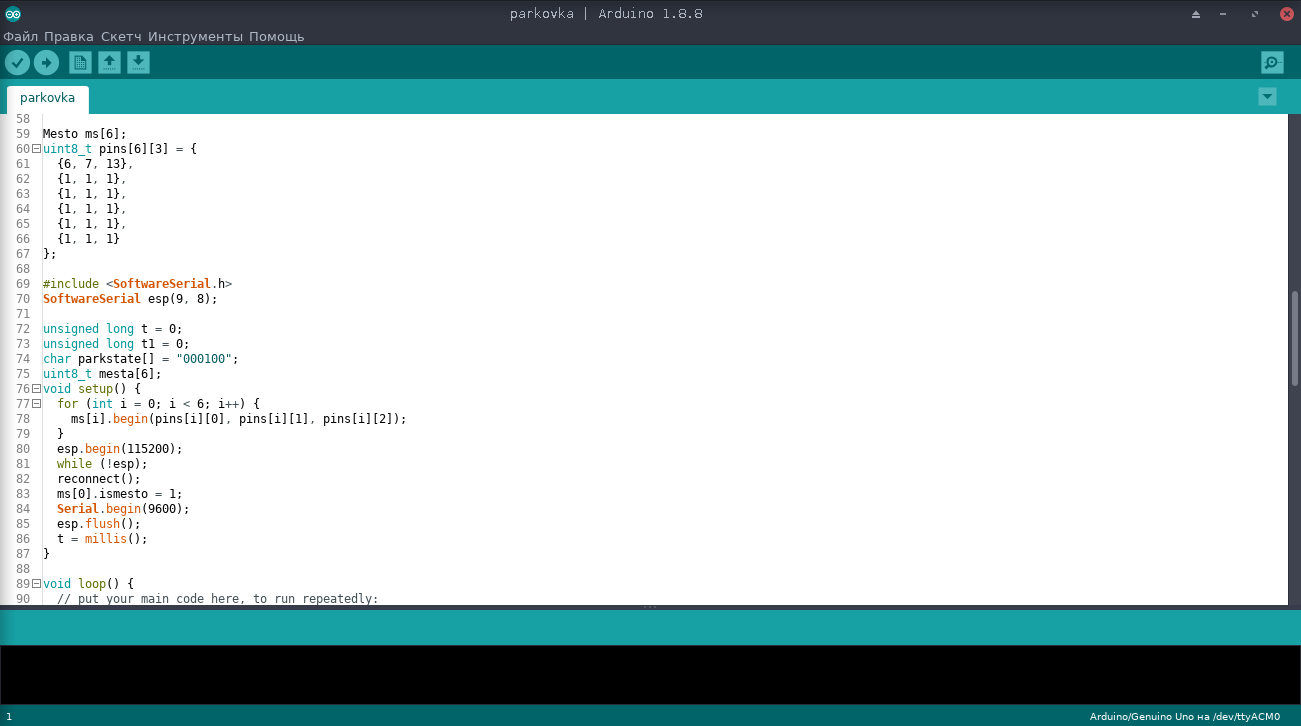 parkovka | Arduino 1.8.8
Файл Правка Скетч Инструменты Помощь
parkovka
58
59 Mesto ms[6];
60 uint8_t pins[6][3] = {
61   {6, 7, 13},
62   {1, 1, 1},
63   {1, 1, 1},
64   {1, 1, 1},
65   {1, 1, 1},
66   {1, 1, 1}
67 };
68
69 #include <SoftwareSerial.h>
70 SoftwareSerial esp(9, 8);
71
72 unsigned long t = 0;
73 unsigned long t1 = 0;
74 char parkstate[] = "000100";
75 uint8_t mesta[6];
76 void setup() {
77   for (int i = 0; i < 6; i++) {
78     ms[i].begin(pins[i][0], pins[i][1], pins[i][2]);
79   }
80   esp.begin(115200);
81   while (!esp);
82   reconnect();
83   ms[0].ismesto = 1;
84   Serial.begin(9600);
85   esp.flush();
86   t = millis();
87 }
88
89 void loop() {
90   // put your main code here, to run repeatedly:
1 Arduino/Genuino Uno на /dev/ttyACM0